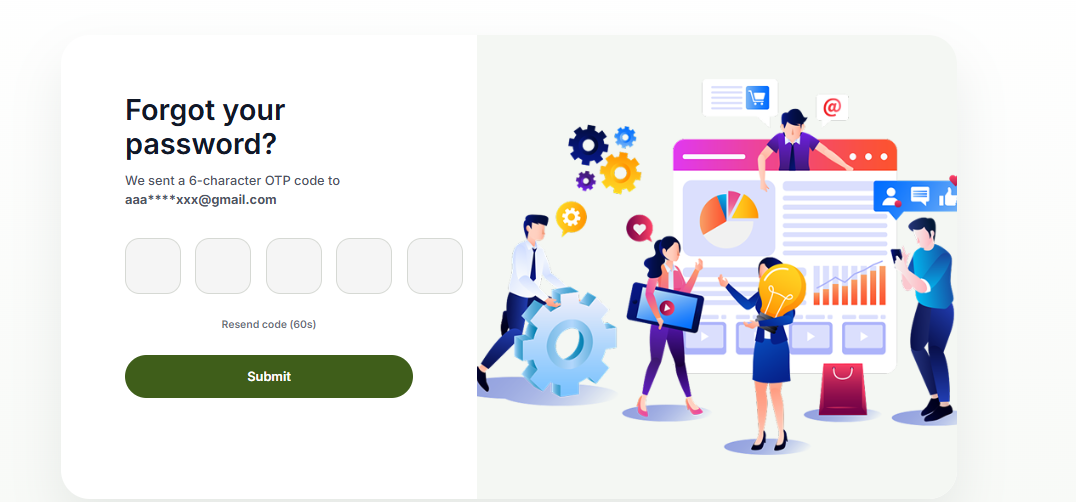 Forgot your
password?
We sent a 6-character OTP code to
aaa****xxx@gmail.com
Resend code (60s)
Submit
@